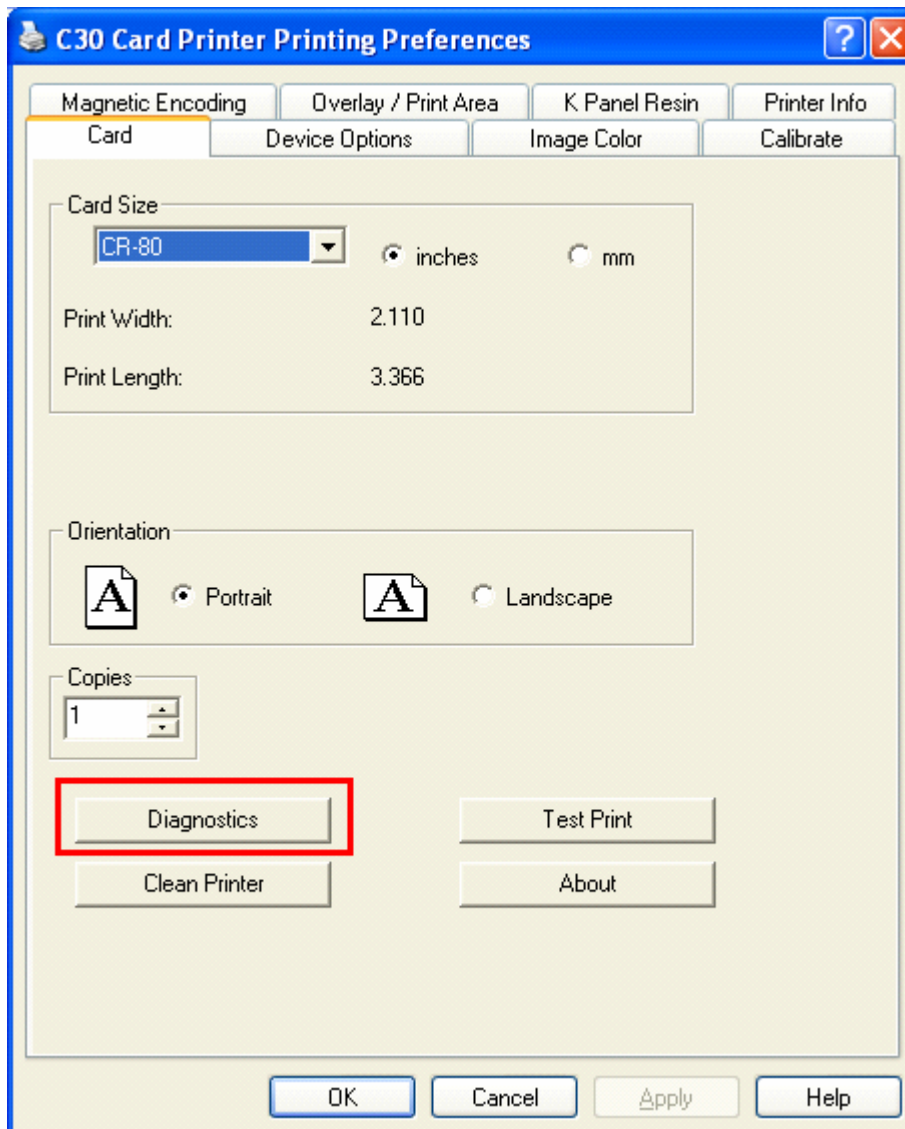 C30 Card Printer Printing Preferences
Magnetic Encoding Overlay / Print Area K Panel Resin Printer Info
Card Device Options Image Color Calibrate
Card Size
CR-80 inches mm
Print Width: 2.110
Print Length: 3.366
Orientation
A Portrait A Landscape
Copies
1
Diagnostics Test Print
Clean Printer About
OK Cancel Apply Help